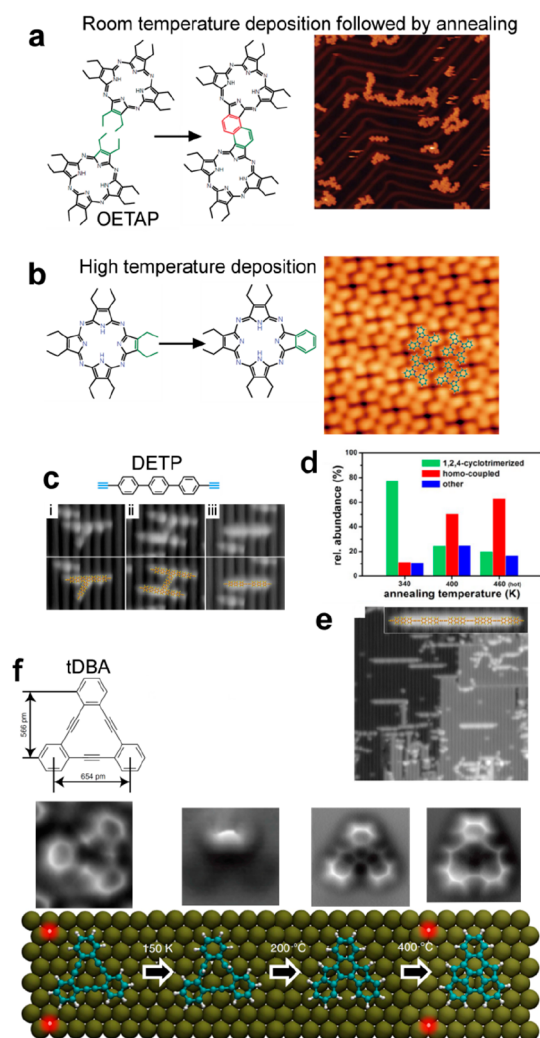 Room temperature deposition followed by annealing
a
OETAP
b
High temperature deposition
c
DETP
i
ii
iii
d
1,2,4-cyclotrimerized
homo-coupled
other
rel. abundance (%)
100
80
60
40
20
0
340
400
460 (hot)
annealing temperature (K)
e
f
tDBA
566 pm
654 pm
150 K
200 °C
400 °C